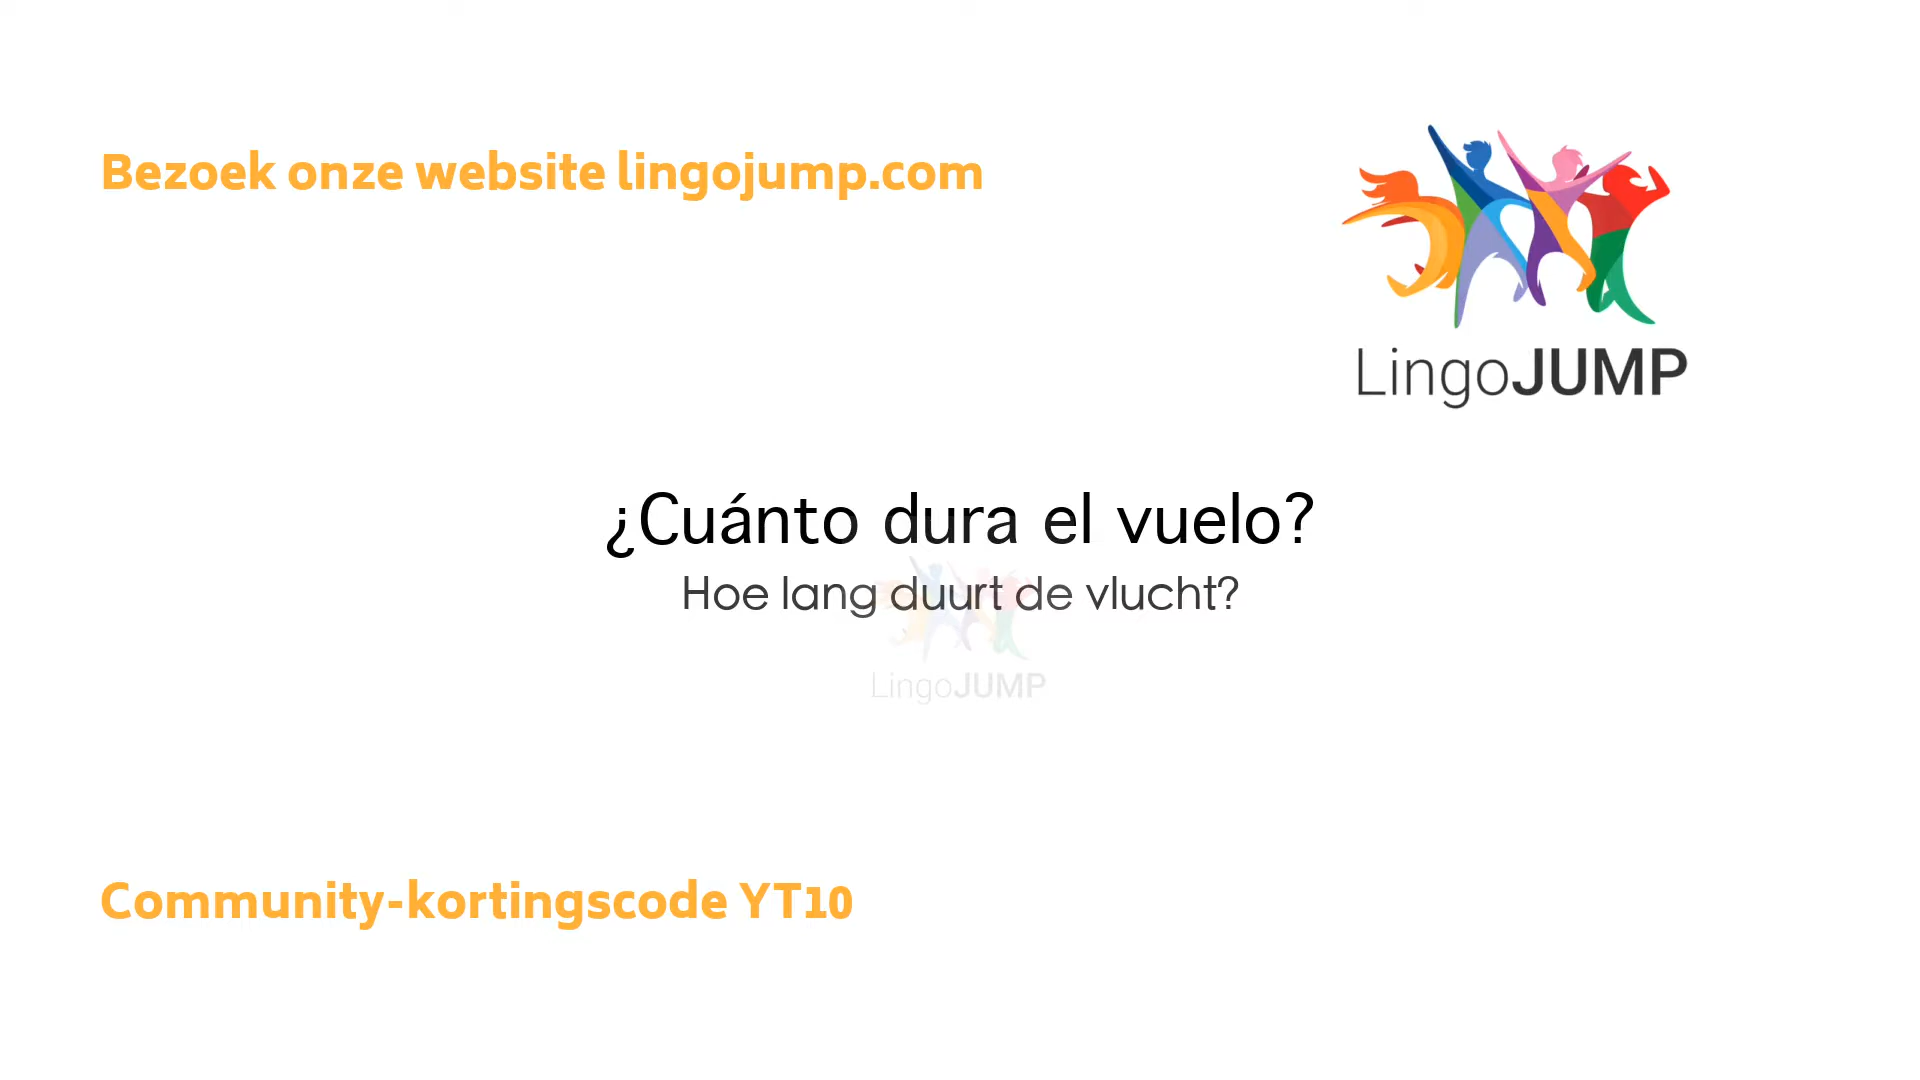 Bezoek onze website lingojump.com
LingoJUMP
¿Cuánto dura el vuelo?
Hoe lang duurt de vlucht?
LingoJUMP
Community-kortingscode YT10